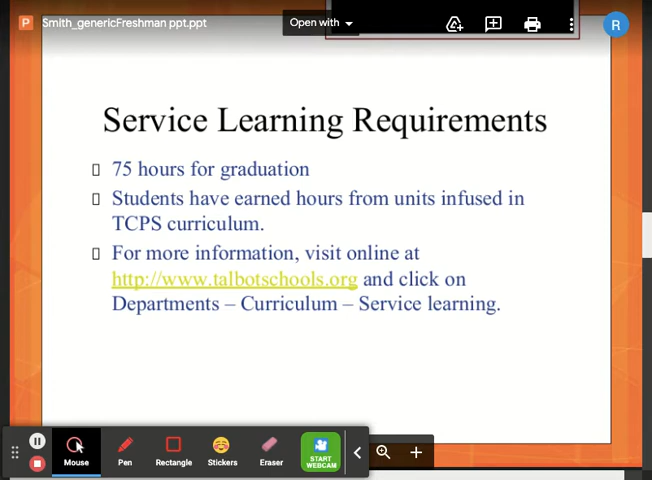 P Smith_genericFreshman ppt.ppt Open with R
Service Learning Requirements
75 hours for graduation
Students have earned hours from units infused in
TCPS curriculum.
For more information, visit online at
http://www.talbotschools.org and click on
Departments – Curriculum – Service learning.
Mouse Pen Rectangle Stickers Eraser START
WEBCAM